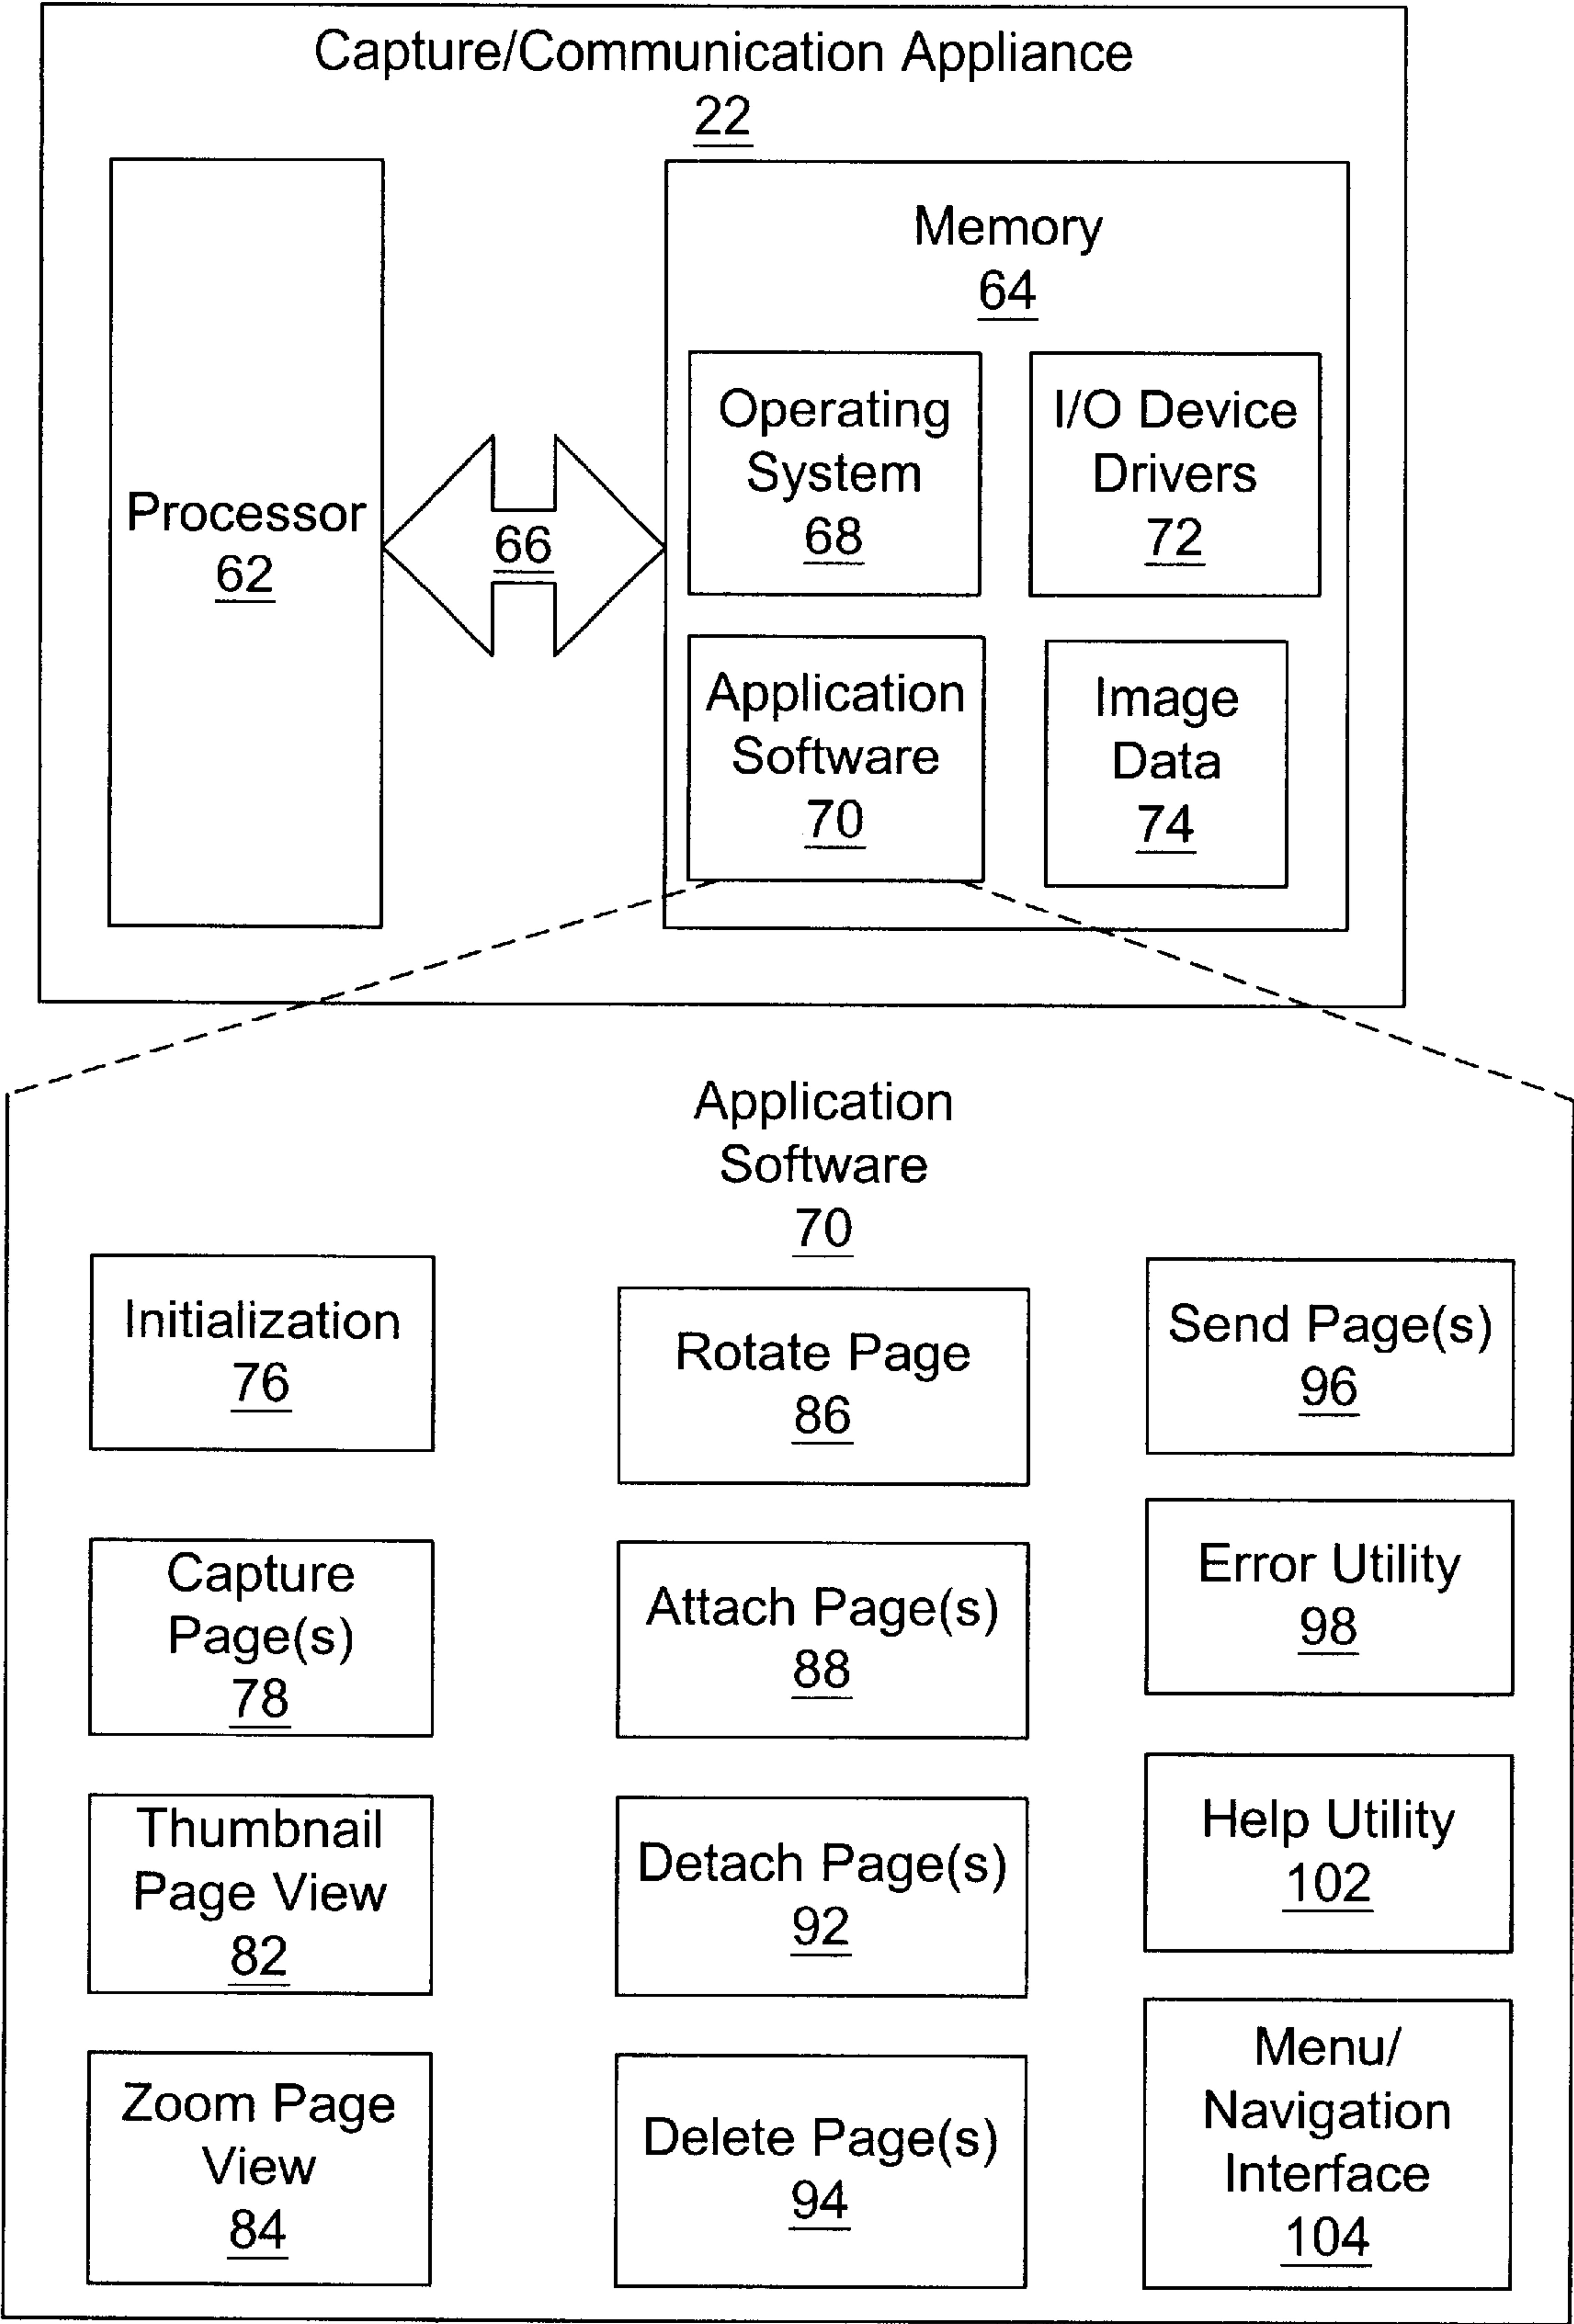 Capture/Communication Appliance
22
Processor
62
66
Memory
64
Operating
System
68
I/O Device
Drivers
72
Application
Software
70
Image
Data
74
Application
Software
70
Initialization
76
Capture
Page(s)
78
Thumbnail
Page View
82
Zoom Page
View
84
Rotate Page
86
Attach Page(s)
88
Detach Page(s)
92
Delete Page(s)
94
Send Page(s)
96
Error Utility
98
Help Utility
102
Menu/
Navigation
Interface
104